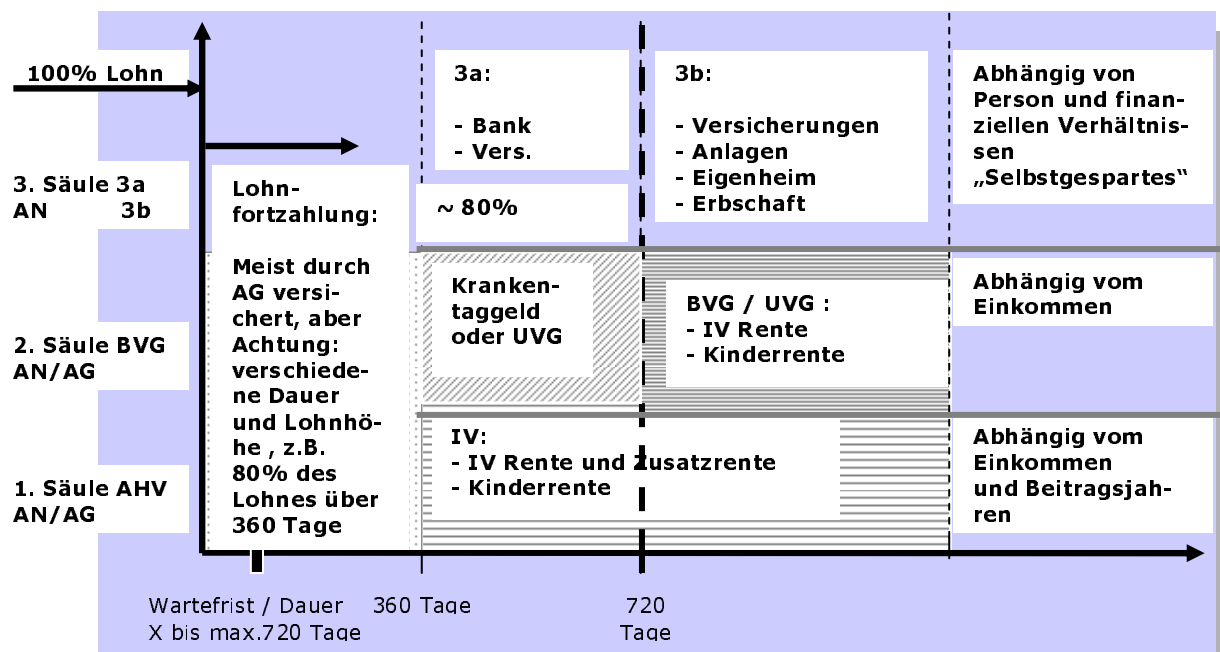 100% Lohn
3. Säule 3a
AN 3b
2. Säule BVG
AN/AG
1. Säule AHV
AN/AG
Lohn-
fortzahlung:
Meist durch
AG versi-
chert, aber
Achtung:
verschiede-
ne Dauer
und Lohnhö-
he , z.B.
80% des
Lohnes über
360 Tage
3a:
- Bank
- Vers.
~ 80%
3b:
- Versicherungen
- Anlagen
- Eigenheim
- Erbschaft
Abhängig von
Person und finan-
ziellen Verhältnis-
sen
„Selbstgespartes“
Kranken-
taggeld
oder UVG
BVG / UVG :
- IV Rente
- Kinderrente
Abhängig vom
Einkommen
IV:
- IV Rente und Zusatzrente
- Kinderrente
Abhängig vom
Einkommen
und Beitragsjah-
ren
Wartefrist / Dauer
X bis max.720 Tage
360 Tage
720
Tage